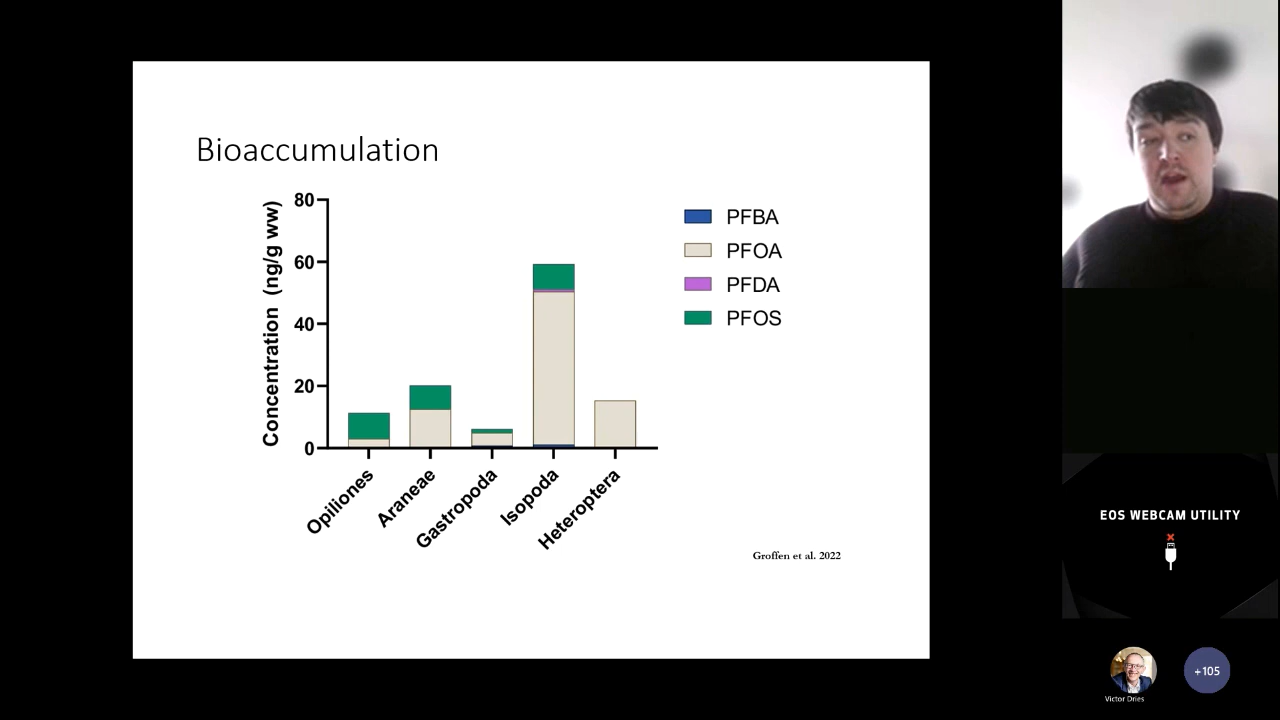 Bioaccumulation
Concentration (ng/g ww)
80
60
40
20
0
Opiliones
Araneae
Gastropoda
Isopoda
Heteroptera
PFBA
PFOA
PFDA
PFOS
Groffen et al. 2022
EOS WEBCAM UTILITY
Victor Dries
+105